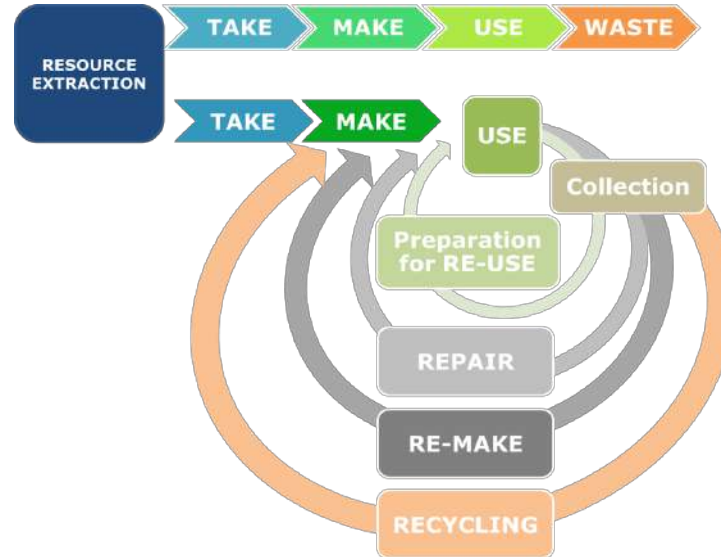 TAKE MAKE USE WASTE
RESOURCE
EXTRACTION
TAKE MAKE
USE
Collection
Preparation
for RE-USE
REPAIR
RE-MAKE
RECYCLING